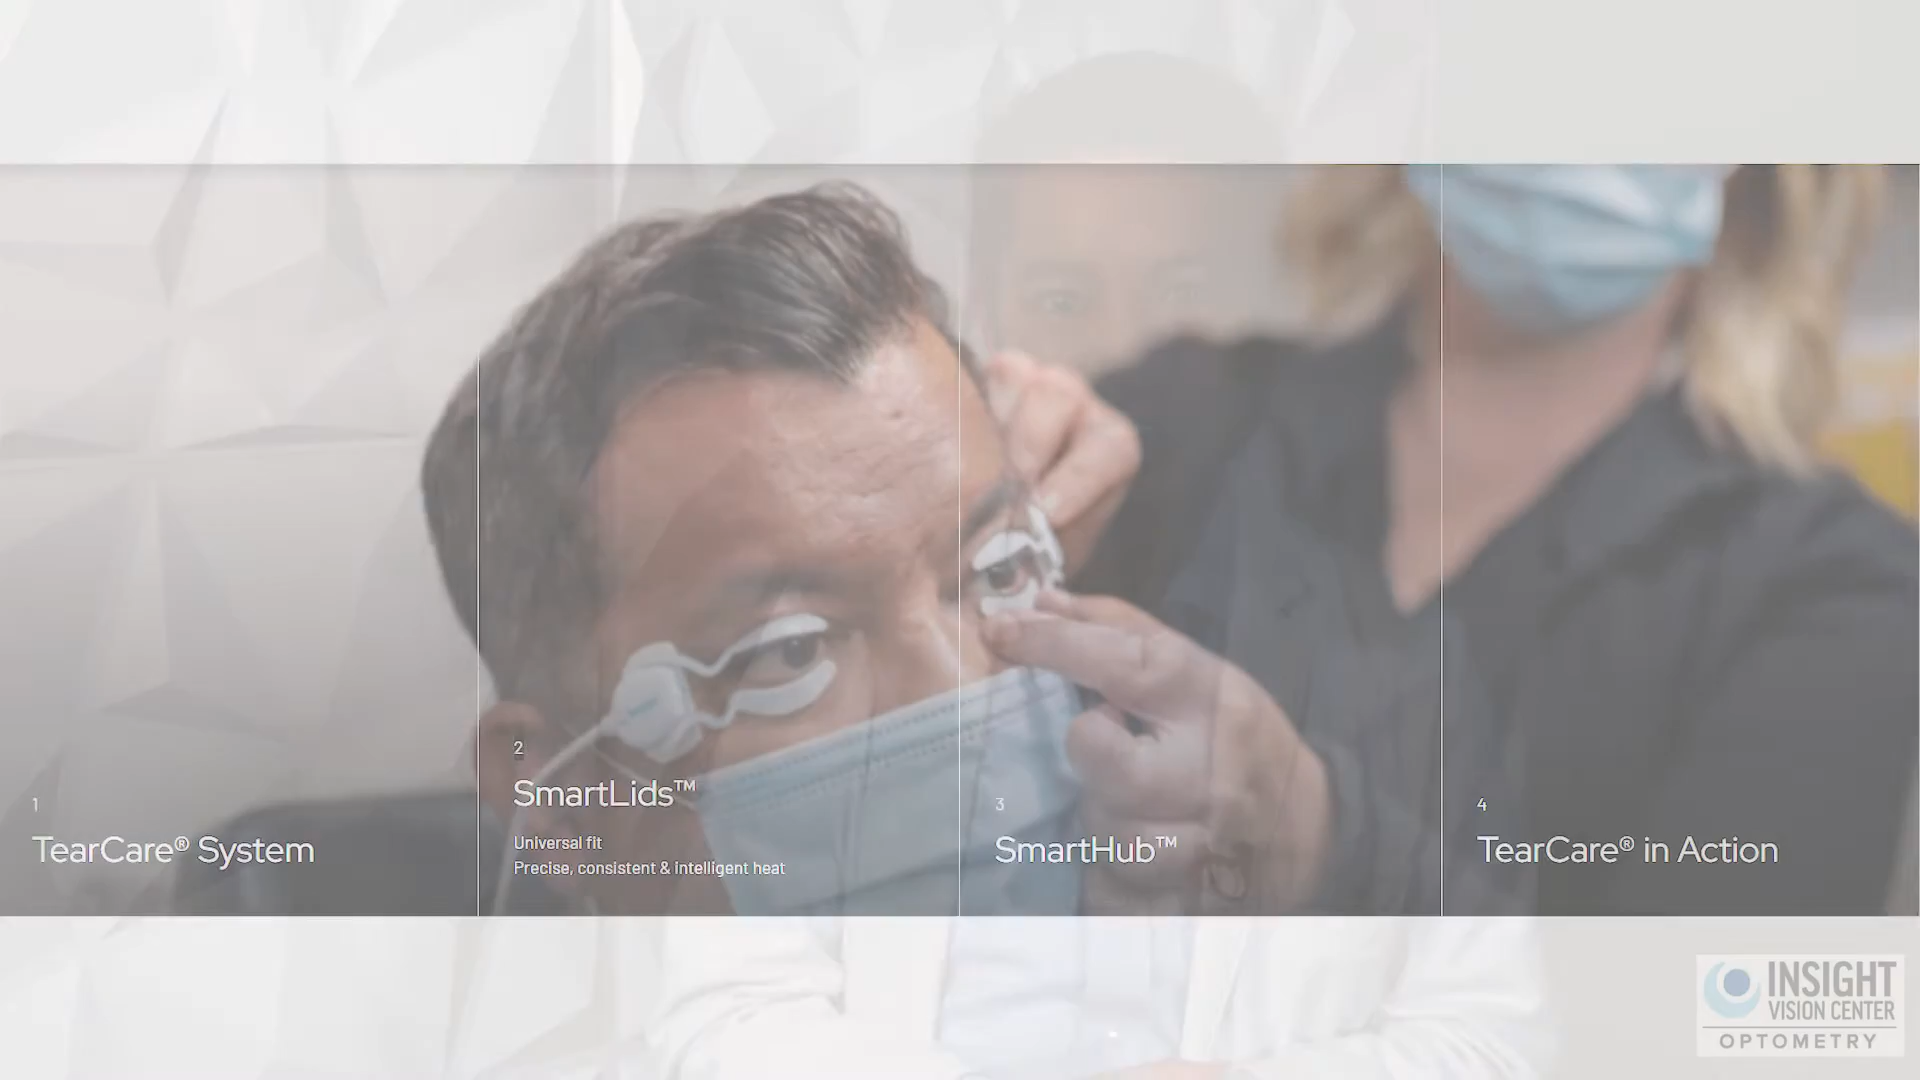 1
TearCare® System
2
SmartLids™
Universal fit
Precise, consistent & intelligent heat
3
SmartHub™
4
TearCare® in Action
INSIGHT
VISION CENTER
OPTOMETRY